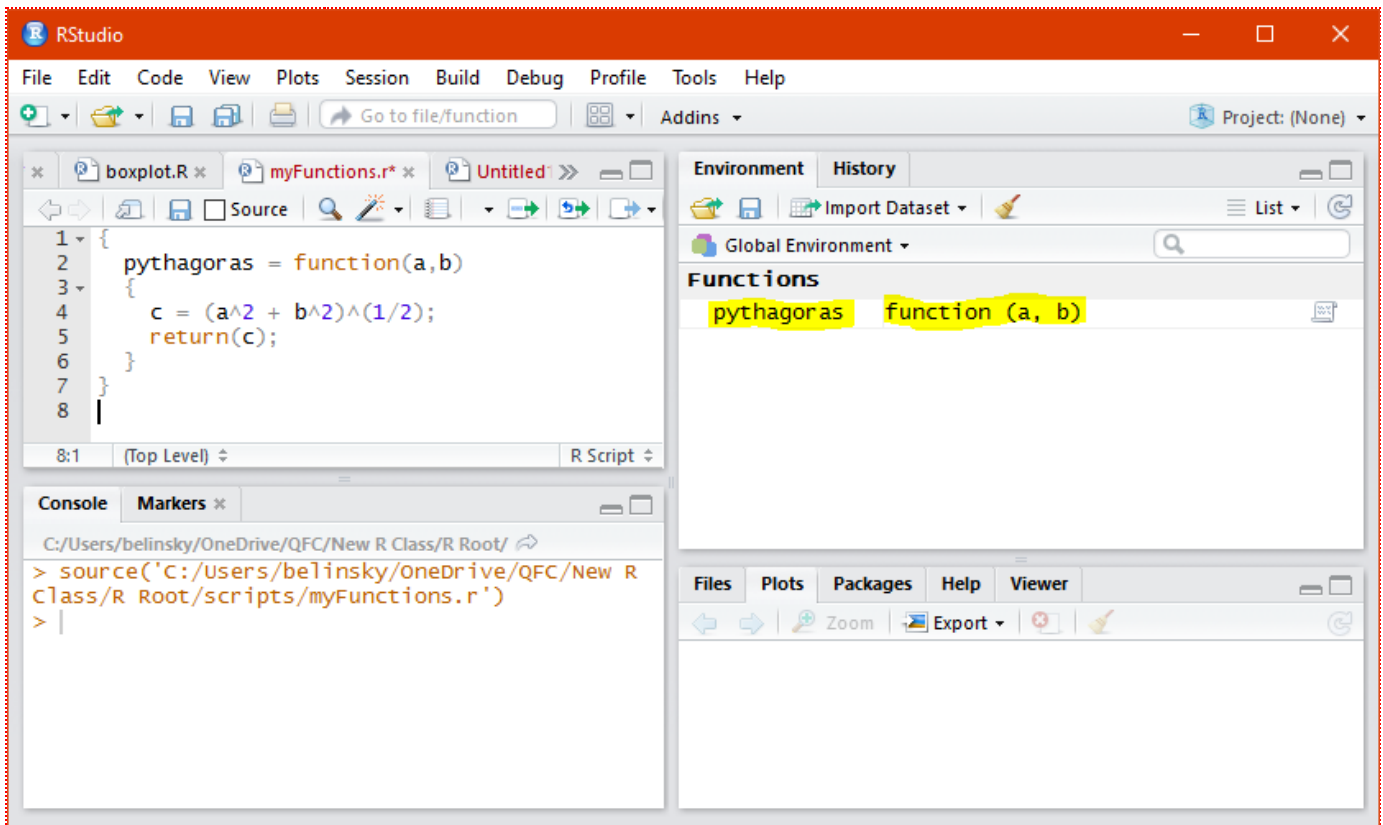 RStudio
File Edit Code View Plots Session Build Debug Profile Tools Help
Go to file/function Addins Project: (None)
boxplot.R myFunctions.r* Untitled1
Source
1 {
2 pythagoras = function(a,b)
3 {
4 c = (a^2 + b^2)^(1/2);
5 return(c);
6 }
7 }
8
8:1 (Top Level) R Script
Console Markers
C:/Users/belinsky/OneDrive/QFC/New R Class/R Root/
> source('C:/Users/belinsky/OneDrive/QFC/New R
Class/R Root/scripts/myFunctions.r')
>
Environment History
Import Dataset List
Global Environment
Functions
pythagoras function (a, b)
Files Plots Packages Help Viewer
Zoom Export